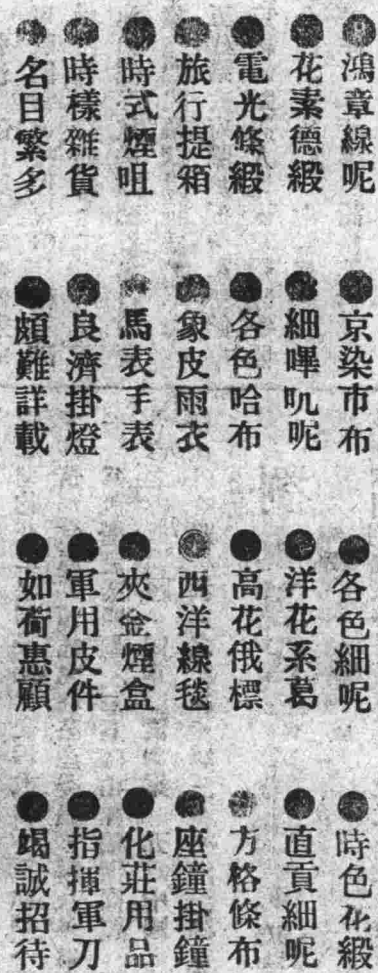 ●鴻章線呢 ●京染市布 ●各色細呢 ●時色花緞
●花素德緞 ●細嗶呌呢 ●洋花系葛 ●直貢細呢
●電光條緞 ●各色哈布 ●高花俄標 ●方格條布
●旅行提箱 ●象皮雨衣 ●西洋線毯 ●座鐘掛鐘
●時式煙咀 ●馬表手表 ●夾金煙盒 ●化莊用品
●時樣雜貨 ●良濟掛燈 ●軍用皮件 ●指揮軍刀
●名目繁多 ●頗難詳載 ●如荷惠顧 ●竭誠招待